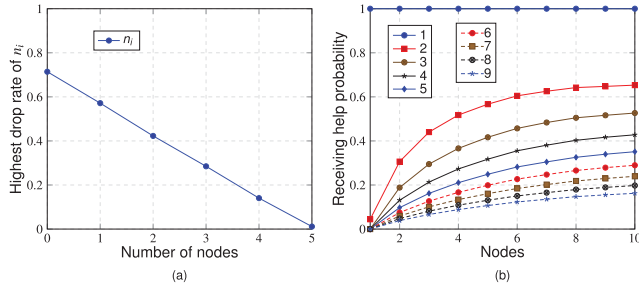 1
0.8
0.6
0.4
0.2
0
Highest drop rate of n_i
n_i
0 1 2 3 4 5
Number of nodes
(a)
1
0.8
0.6
0.4
0.2
0
Receiving help probability
1
2
3
4
5
6
7
8
9
2 4 6 8 10
Nodes
(b)